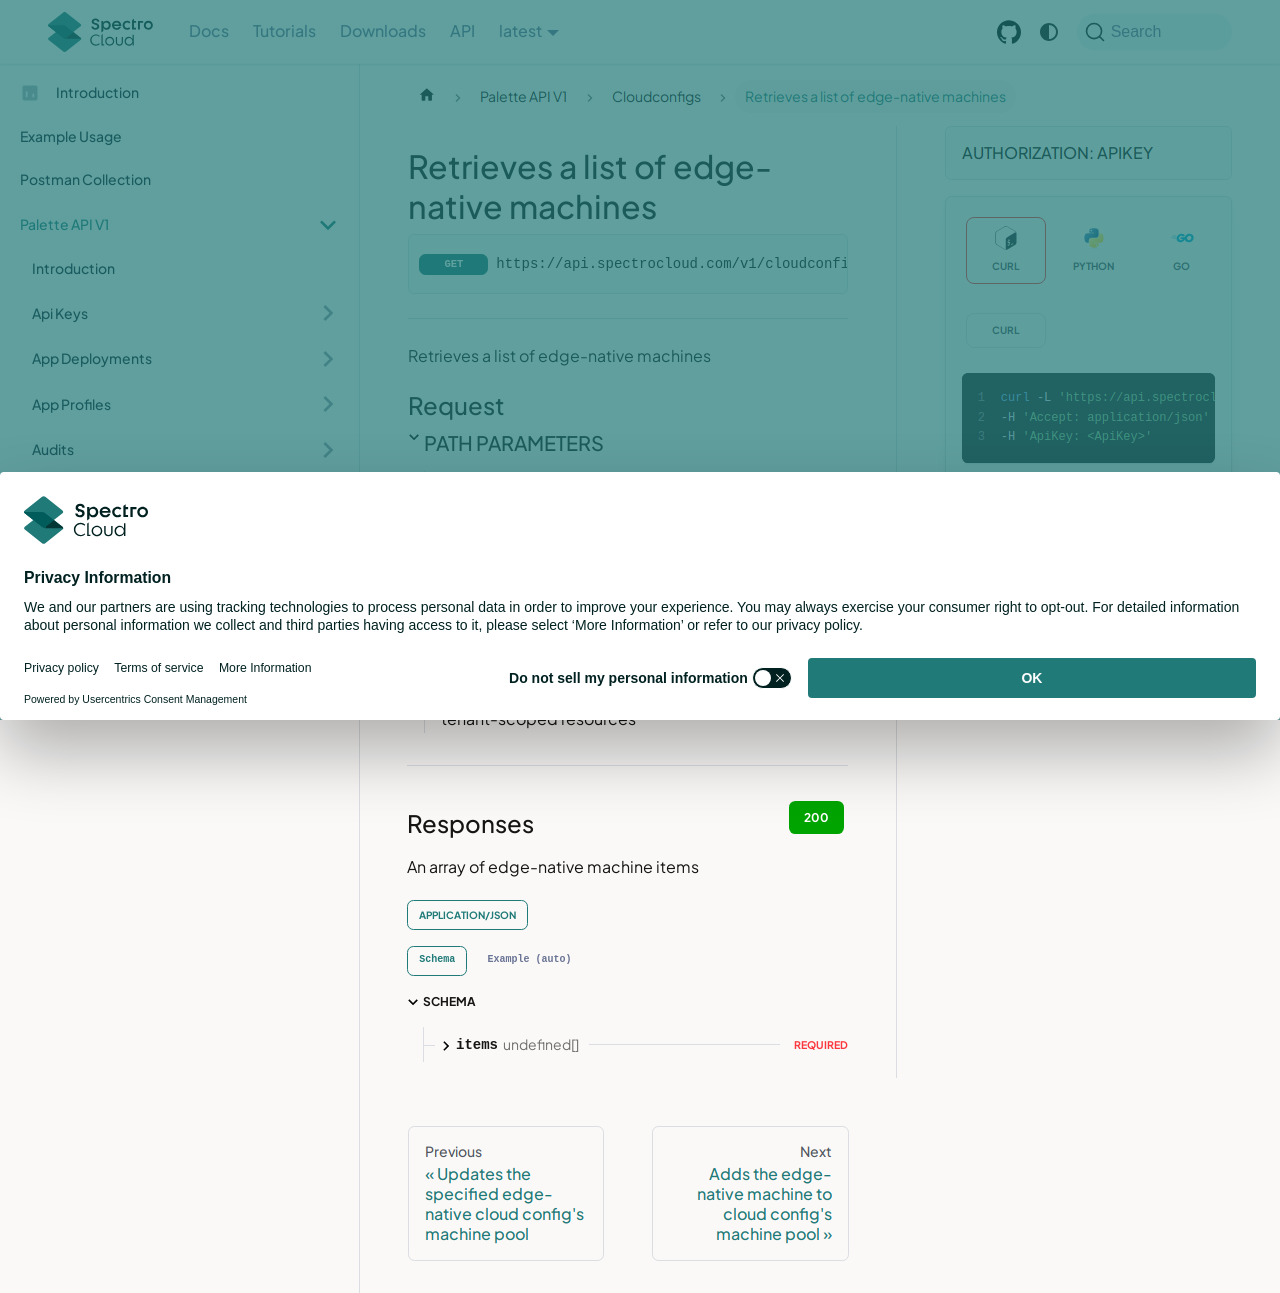 Spectro Cloud
Docs
Tutorials
Downloads
API
latest
Search
Introduction
Example Usage
Postman Collection
Palette API V1
Introduction
Api Keys
App Deployments
App Profiles
Audits
Palette API V1
Cloudconfigs
Retrieves a list of edge-native machines
Retrieves a list of edge-
native machines
GET https://api.spectrocloud.com/v1/cloudconfi
Retrieves a list of edge-native machines
Request
PATH PARAMETERS
AUTHORIZATION: APIKEY
CURL
PYTHON
GO
CURL
1 curl -L 'https://api.spectrocl
2 -H 'Accept: application/json'
3 -H 'ApiKey: <ApiKey>'
Spectro
Cloud
Privacy Information
We and our partners are using tracking technologies to process personal data in order to improve your experience. You may always exercise your consumer right to opt-out. For detailed information
about personal information we collect and third parties having access to it, please select ‘More Information’ or refer to our privacy policy.
Privacy policy
Terms of service
More Information
Powered by Usercentrics Consent Management
Do not sell my personal information
OK
tenant-scoped resources
Responses
200
An array of edge-native machine items
APPLICATION/JSON
Schema
Example (auto)
SCHEMA
items undefined[] REQUIRED
Previous
« Updates the
specified edge-
native cloud config's
machine pool
Next
Adds the edge-
native machine to
cloud config's
machine pool »